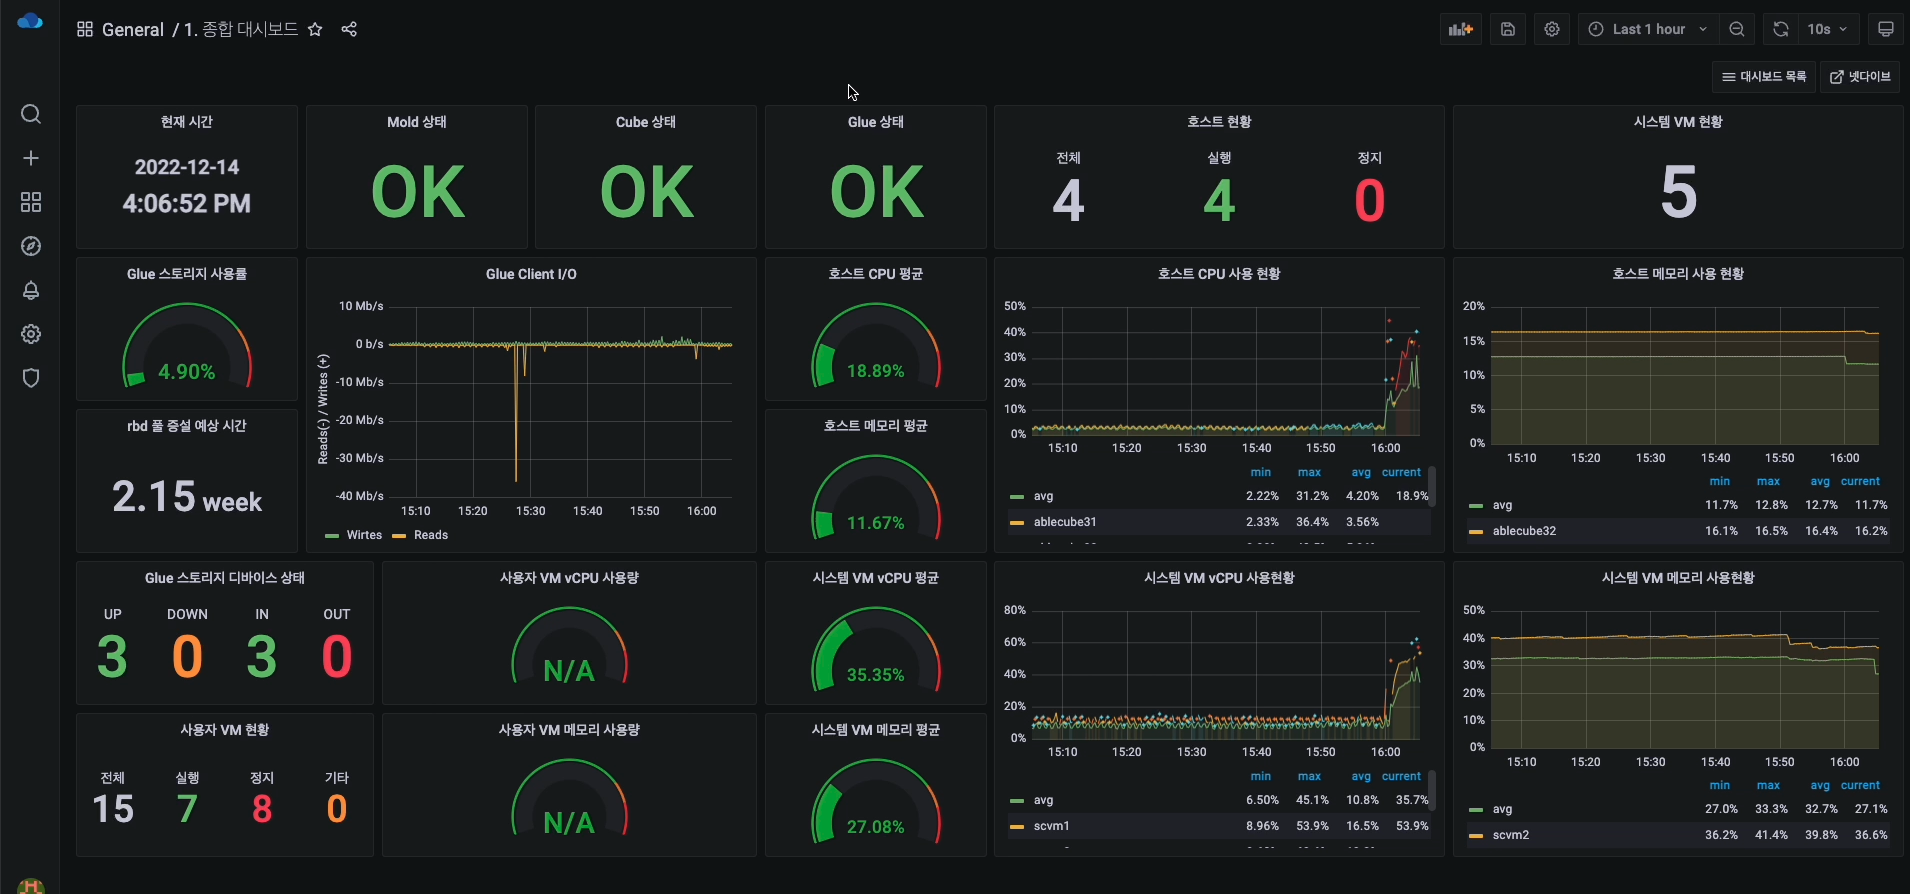 General / 1. 종합 대시보드
Last 1 hour
10s
대시보드 목록
넷다이브
현재 시간
2022-12-14
4:06:52 PM
Mold 상태
OK
Cube 상태
OK
Glue 상태
OK
호스트 현황
전체 실행 정지
4 4 0
시스템 VM 현황
5
Glue 스토리지 사용률
4.90%
rbd 풀 증설 예상 시간
2.15 week
Glue Client I/O
Reads(-) / Writes (+)
10 Mb/s
0 b/s
-10 Mb/s
-20 Mb/s
-30 Mb/s
-40 Mb/s
15:10 15:20 15:30 15:40 15:50 16:00
Wirtes Reads
호스트 CPU 평균
18.89%
호스트 메모리 평균
11.67%
호스트 CPU 사용 현황
50%
40%
30%
20%
10%
0%
15:10 15:20 15:30 15:40 15:50 16:00
min max avg current
avg 2.22% 31.2% 4.20% 18.9%
ablecube31 2.33% 36.4% 3.56%
호스트 메모리 사용 현황
20%
15%
10%
5%
0%
15:10 15:20 15:30 15:40 15:50 16:00
min max avg current
avg 11.7% 12.8% 12.7% 11.7%
ablecube32 16.1% 16.5% 16.4% 16.2%
Glue 스토리지 디바이스 상태
UP DOWN IN OUT
3 0 3 0
사용자 VM 현황
전체 실행 정지 기타
15 7 8 0
사용자 VM vCPU 사용량
N/A
사용자 VM 메모리 사용량
N/A
시스템 VM vCPU 평균
35.35%
시스템 VM 메모리 평균
27.08%
시스템 VM vCPU 사용현황
80%
60%
40%
20%
0%
15:10 15:20 15:30 15:40 15:50 16:00
min max avg current
avg 6.50% 45.1% 10.8% 35.7%
scvm1 8.96% 53.9% 16.5% 53.9%
시스템 VM 메모리 사용현황
50%
40%
30%
20%
10%
0%
15:10 15:20 15:30 15:40 15:50 16:00
min max avg current
avg 27.0% 33.3% 32.7% 27.1%
scvm2 36.2% 41.4% 39.8% 36.6%